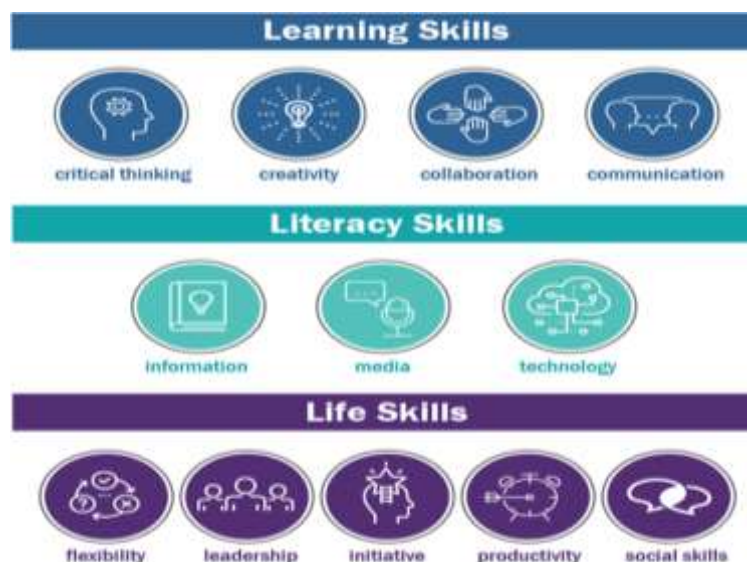 Learning Skills
critical thinking creativity collaboration communication
Literacy Skills
information media technology
Life Skills
flexibility leadership initiative productivity social skills